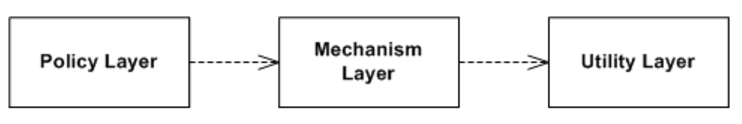 Policy Layer
Mechanism
Layer
Utility Layer